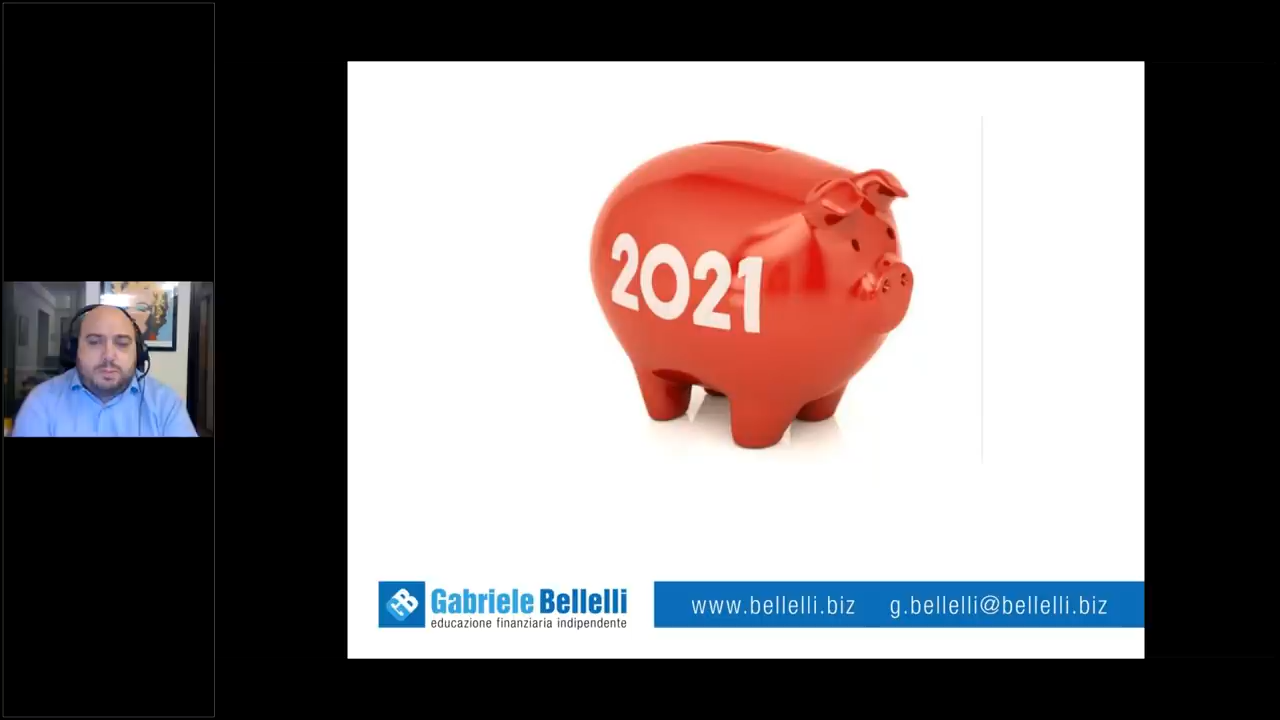 2021
Gabriele Bellelli
educazione finanziaria indipendente
www.bellelli.biz g.bellelli@bellelli.biz